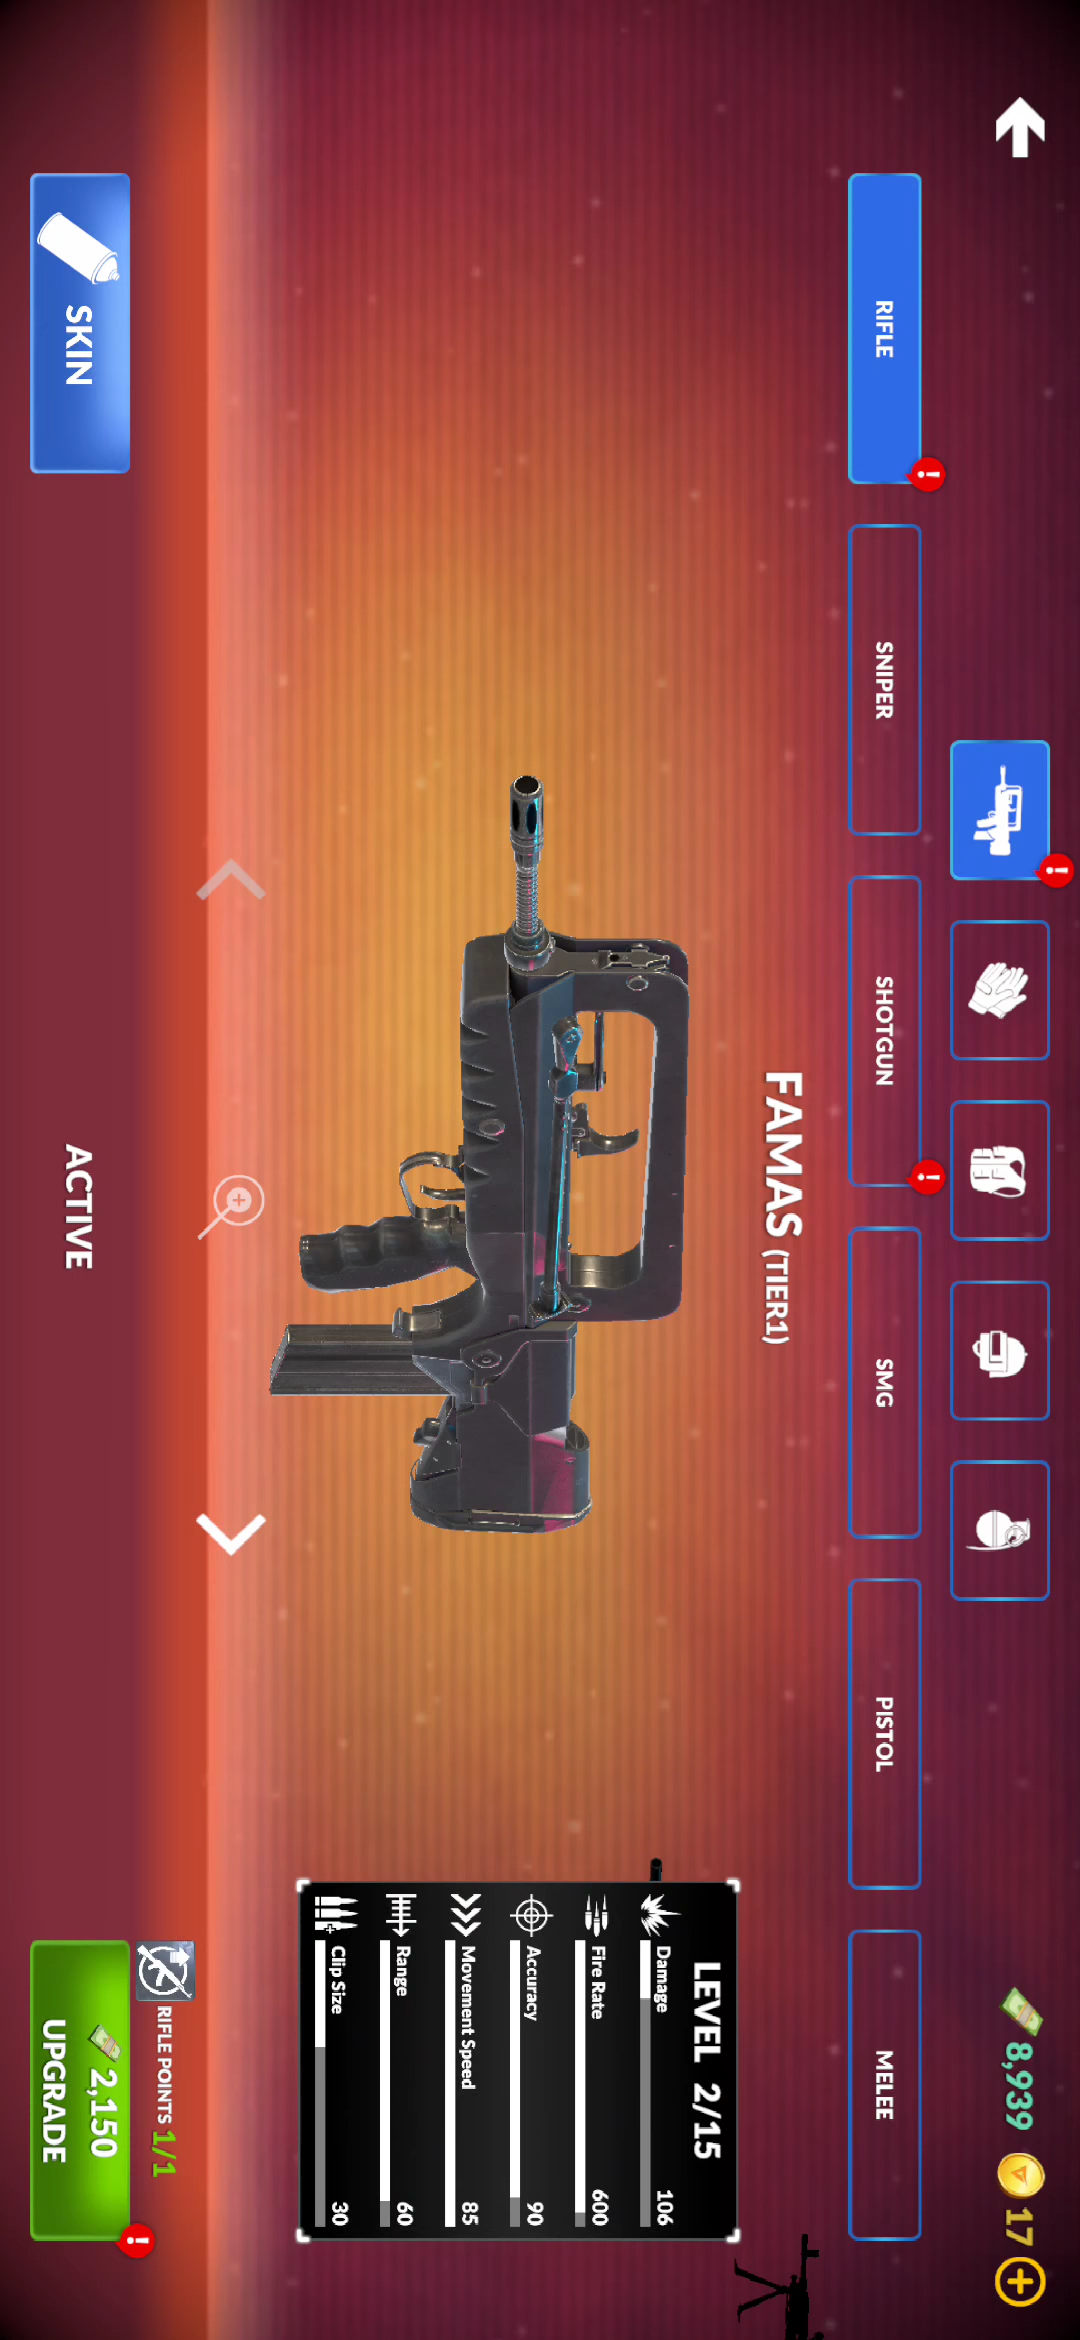 8,939 17
RIFLE SNIPER SHOTGUN SMG PISTOL MELEE
FAMAS (TIER1)
LEVEL 2/15
Damage 106
Fire Rate 600
Accuracy 90
Movement Speed 85
Range 60
Clip Size 30
RIFLE POINTS 1/1
SKIN
ACTIVE
2,150
UPGRADE